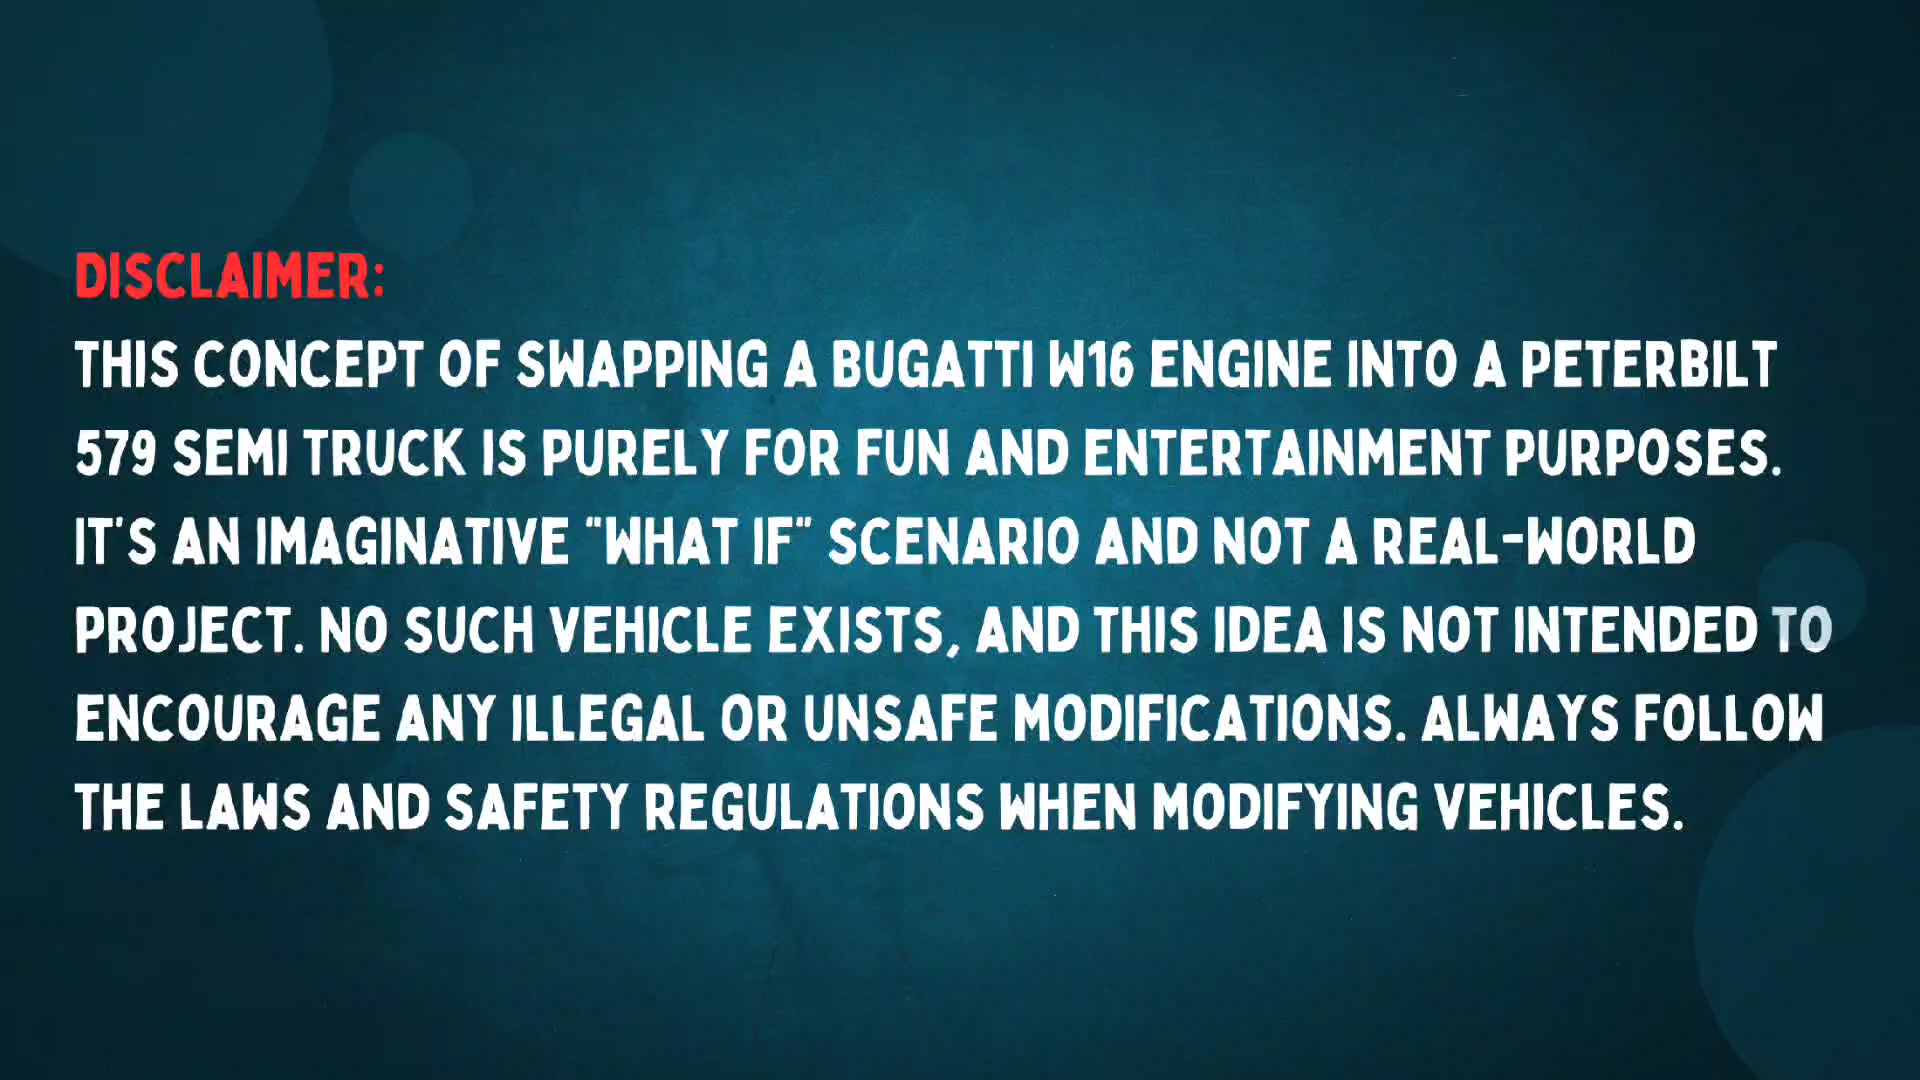 DISCLAIMER:
THIS CONCEPT OF SWAPPING A BUGATTI W16 ENGINE INTO A PETERBILT
579 SEMI TRUCK IS PURELY FOR FUN AND ENTERTAINMENT PURPOSES.
IT'S AN IMAGINATIVE "WHAT IF" SCENARIO AND NOT A REAL-WORLD
PROJECT. NO SUCH VEHICLE EXISTS, AND THIS IDEA IS NOT INTENDED TO
ENCOURAGE ANY ILLEGAL OR UNSAFE MODIFICATIONS. ALWAYS FOLLOW
THE LAWS AND SAFETY REGULATIONS WHEN MODIFYING VEHICLES.